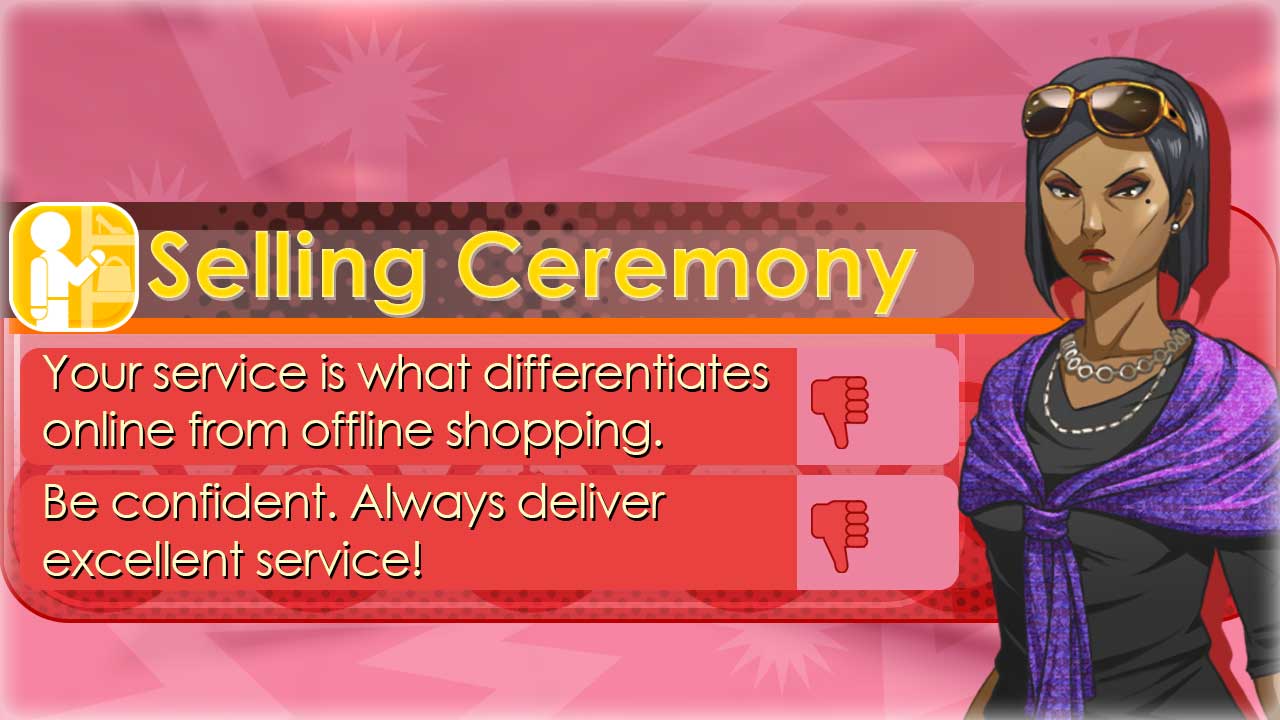 Selling Ceremony
Your service is what differentiates
online from offline shopping.
Be confident. Always deliver
excellent service!